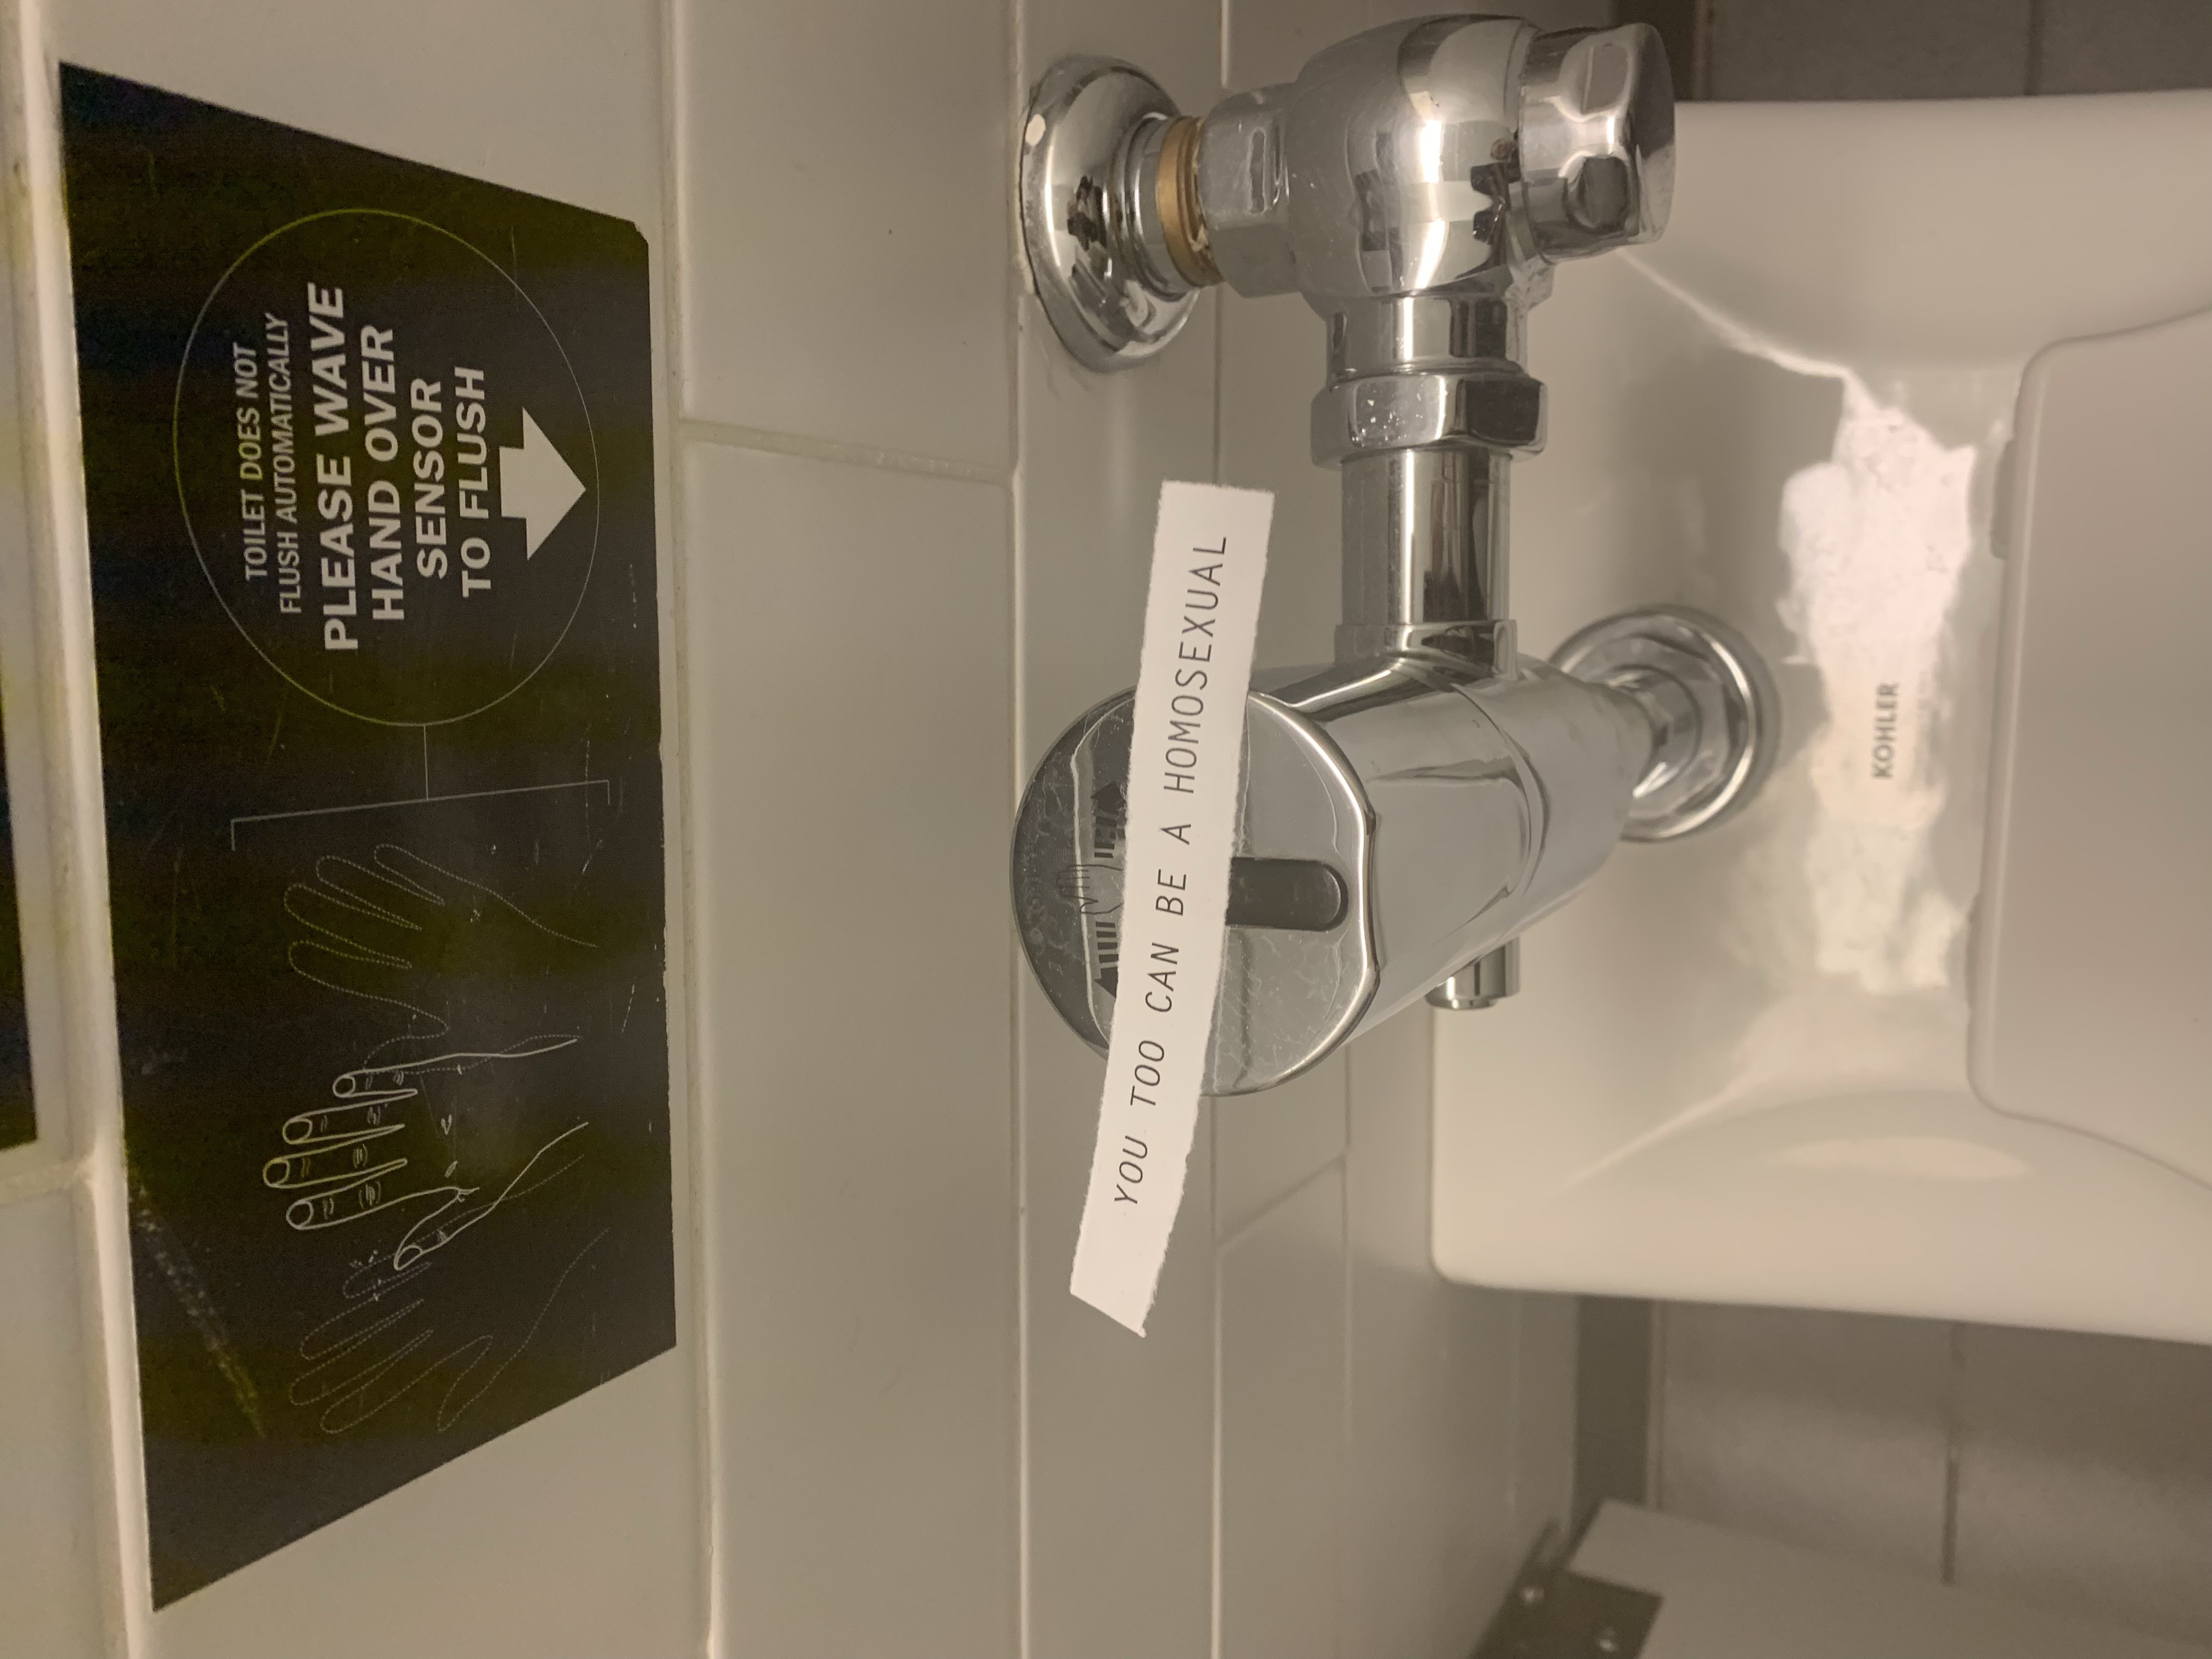 TOILET DOES NOT
FLUSH AUTOMATICALLY
PLEASE WAVE
HAND OVER
SENSOR
TO FLUSH
YOU TOO CAN BE A HOMOSEXUAL
KOHLER